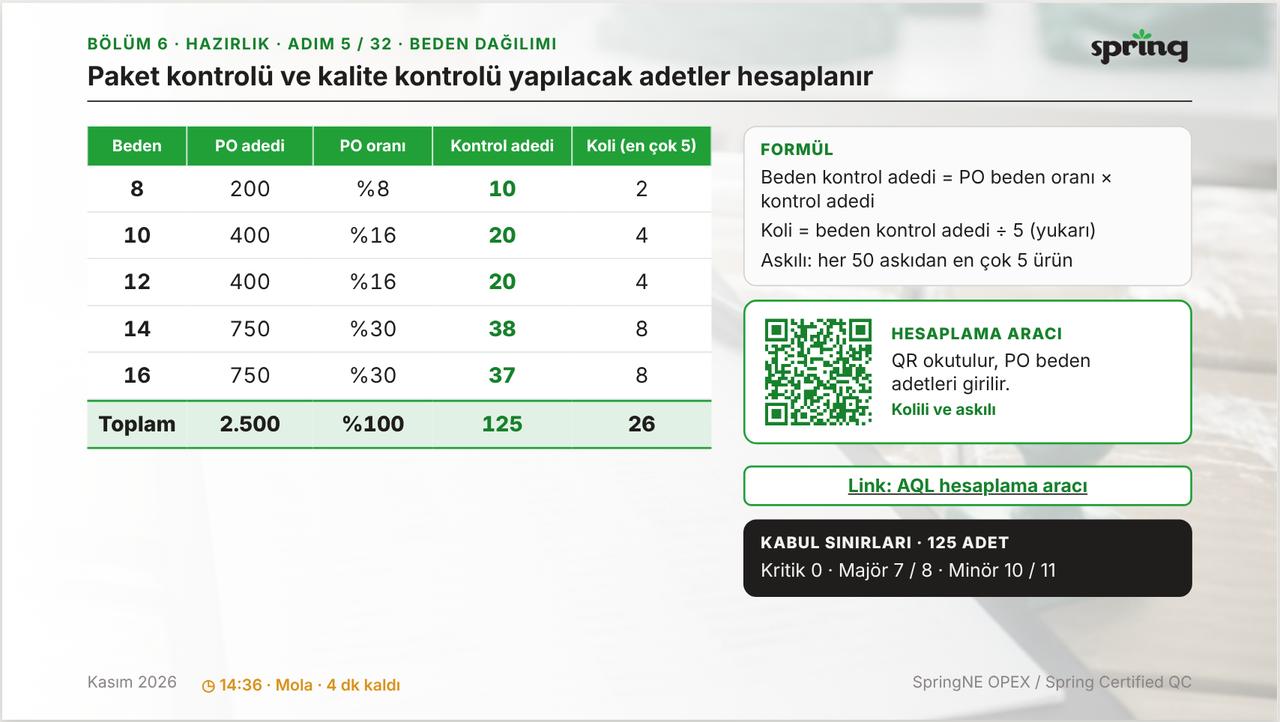 BÖLÜM 6 · HAZIRLIK · ADIM 5 / 32 · BEDEN DAĞILIMI
spring
Paket kontrolü ve kalite kontrolü yapılacak adetler hesaplanır
Beden PO adedi PO oranı Kontrol adedi Koli (en çok 5)
8 200 %8 10 2
10 400 %16 20 4
12 400 %16 20 4
14 750 %30 38 8
16 750 %30 37 8
Toplam 2.500 %100 125 26
FORMÜL
Beden kontrol adedi = PO beden oranı ×
kontrol adedi
Koli = beden kontrol adedi ÷ 5 (yukarı)
Askılı: her 50 askıdan en çok 5 ürün
HESAPLAMA ARACI
QR okutulur, PO beden
adetleri girilir.
Kolili ve askılı
Link: AQL hesaplama aracı
KABUL SINIRLARI · 125 ADET
Kritik 0 · Majör 7 / 8 · Minör 10 / 11
Kasım 2026
14:36 · Mola · 4 dk kaldı
SpringNE OPEX / Spring Certified QC